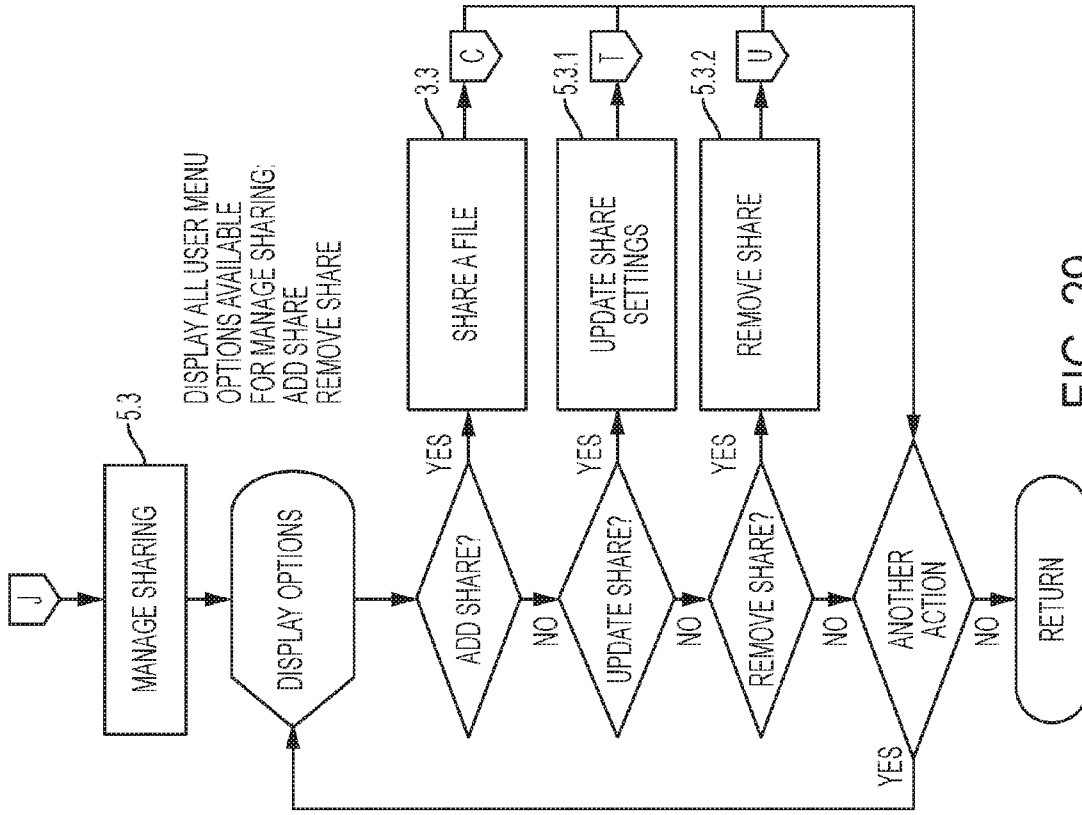 J
MANAGE SHARING
5.3
DISPLAY OPTIONS
DISPLAY ALL USER MENU
OPTIONS AVAILABLE
FOR MANAGE SHARING:
ADD SHARE
REMOVE SHARE
ADD SHARE?
YES
SHARE A FILE
3.3
C
NO
UPDATE SHARE?
YES
UPDATE SHARE
SETTINGS
5.3.1
T
NO
REMOVE SHARE?
YES
REMOVE SHARE
5.3.2
U
NO
YES
ANOTHER
ACTION
NO
RETURN
FIG.